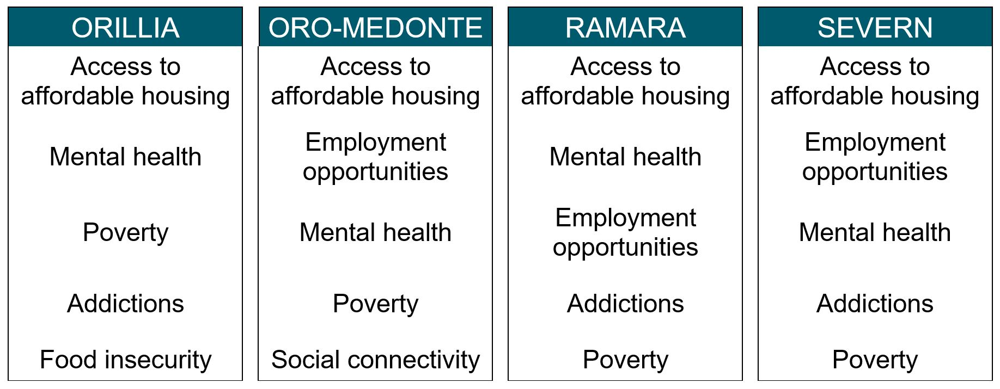 ORILLIA
Access to
affordable housing
Mental health
Poverty
Addictions
Food insecurity
ORO-MEDONTE
Access to
affordable housing
Employment
opportunities
Mental health
Poverty
Social connectivity
RAMARA
Access to
affordable housing
Mental health
Employment
opportunities
Addictions
Poverty
SEVERN
Access to
affordable housing
Employment
opportunities
Mental health
Addictions
Poverty